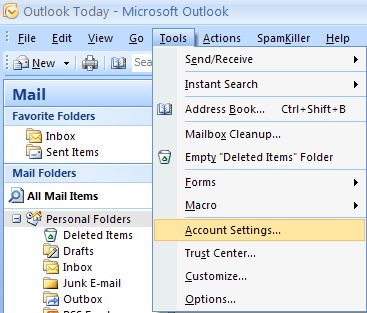 Outlook Today - Microsoft Outlook
File Edit View Go Tools Actions SpamKiller Help
New Sea
Send/Receive
Instant Search
Address Book... Ctrl+Shift+B
Mailbox Cleanup...
Empty "Deleted Items" Folder
Forms
Macro
Account Settings...
Trust Center...
Customize...
Options...
Mail
Favorite Folders
Inbox
Sent Items
Mail Folders
All Mail Items
Personal Folders
Deleted Items
Drafts
Inbox
Junk E-mail
Outbox